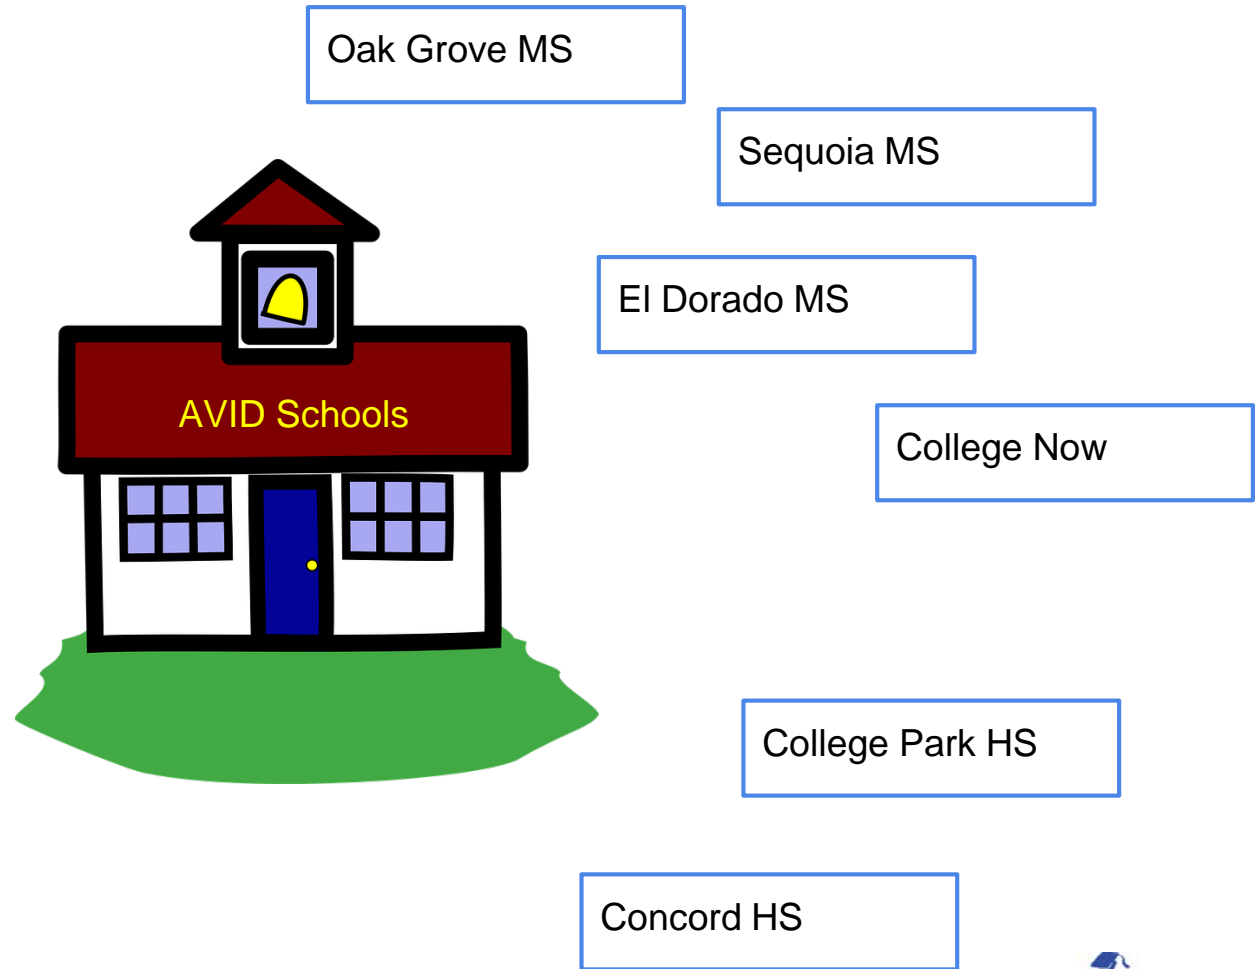 Oak Grove MS
Sequoia MS
El Dorado MS
AVID Schools
College Now
College Park HS
Concord HS